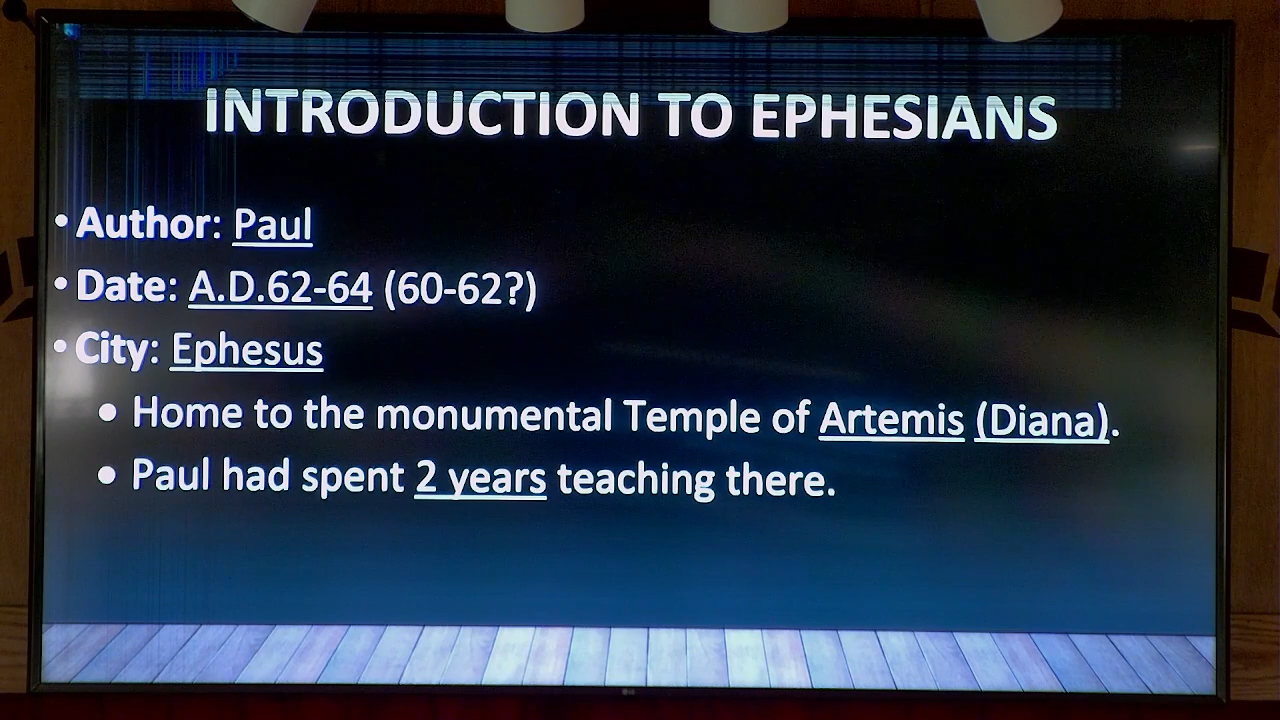 INTRODUCTION TO EPHESIANS
• Author: Paul
• Date: A.D.62-64 (60-62?)
• City: Ephesus
• Home to the monumental Temple of Artemis (Diana).
• Paul had spent 2 years teaching there.
LG